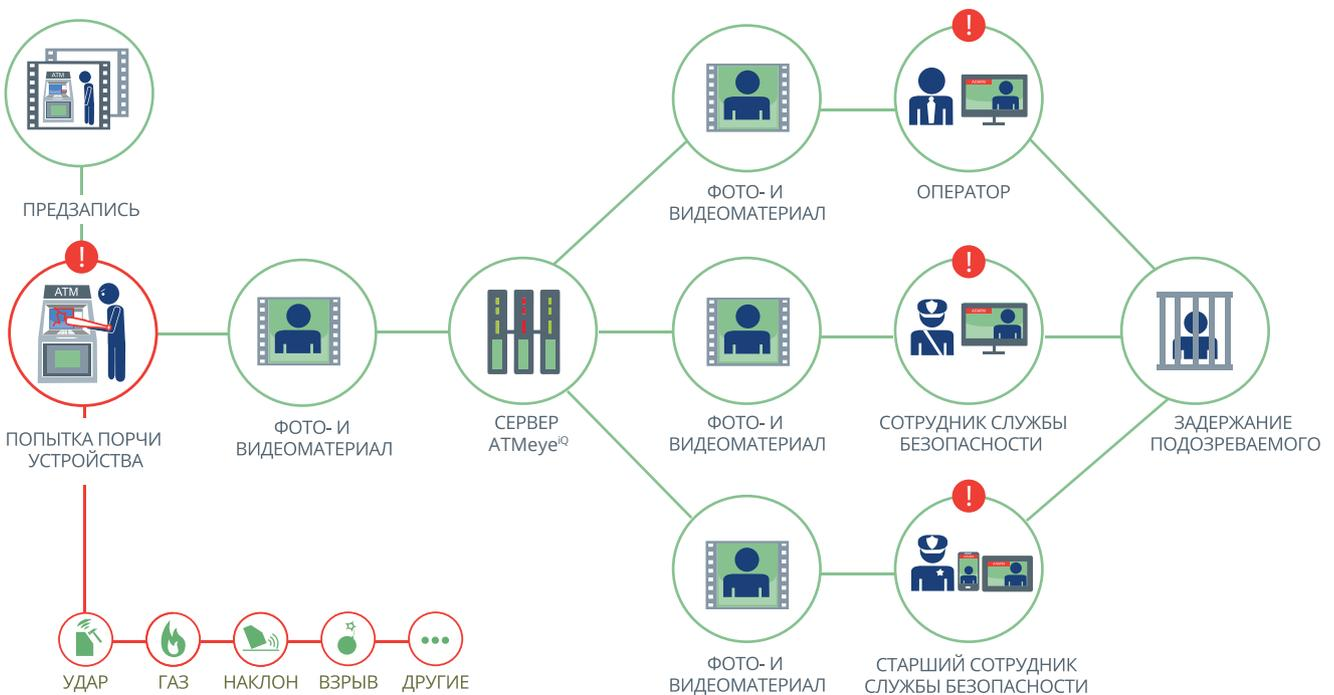 ATM
ПРЕДЗАПИСЬ
!
ATM
ПОПЫТКА ПОРЧИ
УСТРОЙСТВА
ФОТО- И
ВИДЕОМАТЕРИАЛ
СЕРВЕР
ATMeyeiQ
ФОТО- И
ВИДЕОМАТЕРИАЛ
!
ОПЕРАТОР
ФОТО- И
ВИДЕОМАТЕРИАЛ
!
СОТРУДНИК СЛУЖБЫ
БЕЗОПАСНОСТИ
ЗАДЕРЖАНИЕ
ПОДОЗРЕВАЕМОГО
ФОТО- И
ВИДЕОМАТЕРИАЛ
!
СТАРШИЙ СОТРУДНИК
СЛУЖБЫ БЕЗОПАСНОСТИ
УДАР
ГАЗ
НАКЛОН
ВЗРЫВ
ДРУГИЕ